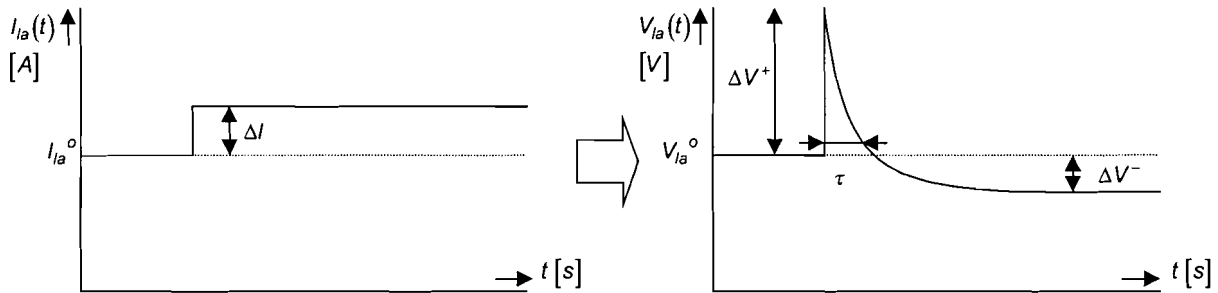 I_la(t)
[A]
ΔI
I_la°
t [s]
V_la(t)
[V]
ΔV⁺
V_la°
τ
ΔV⁻
t [s]